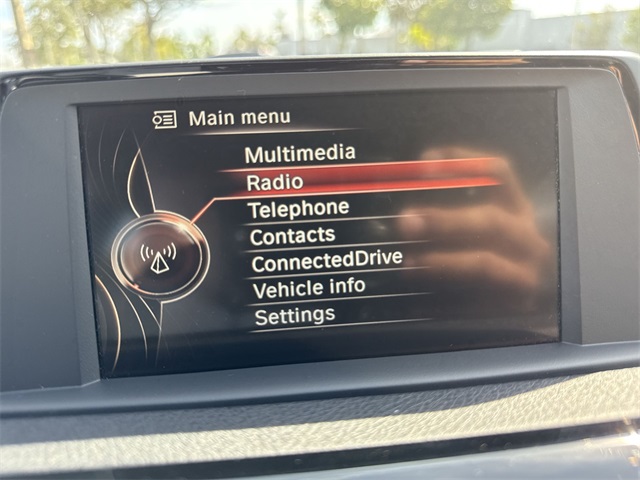 Main menu
Multimedia
Radio
Telephone
Contacts
ConnectedDrive
Vehicle info
Settings